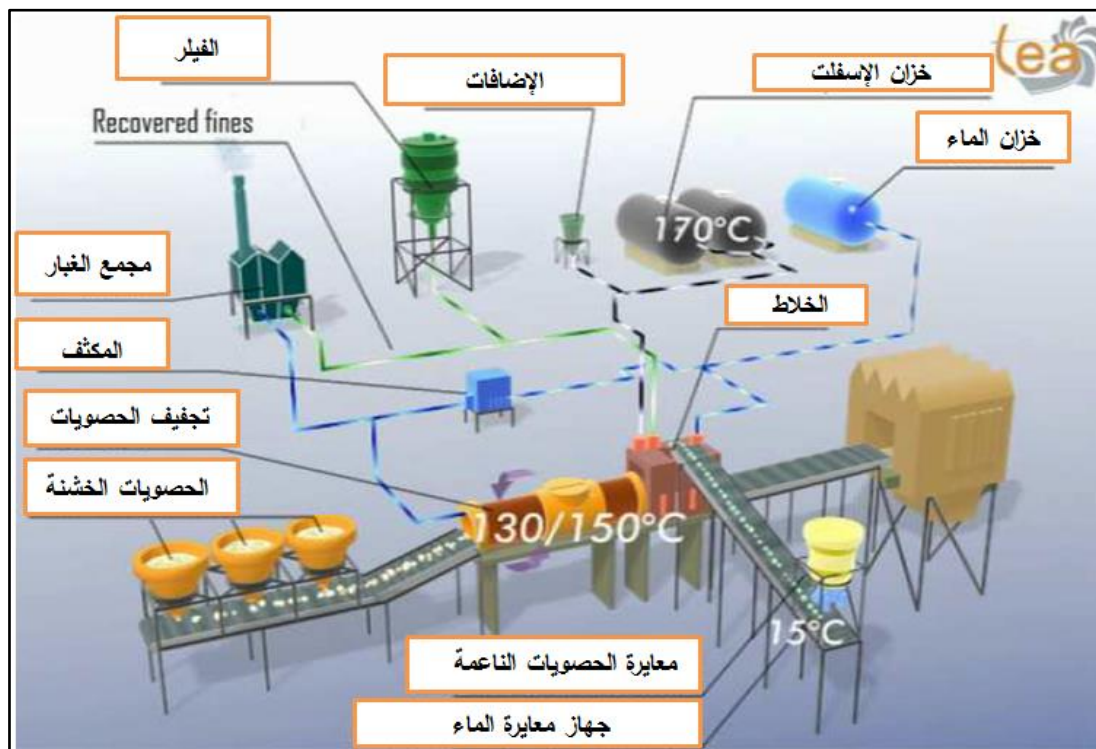 الفيلر
الإضافات
خزان الإسفلت
lea
Recovered fines
خزان الماء
170°C
مجمع الغبار
الخلاط
المكثف
تجفيف الحصويات
الحصويات الخشنة
130/150°C
15°C
معايرة الحصويات الناعمة
جهاز معايرة الماء